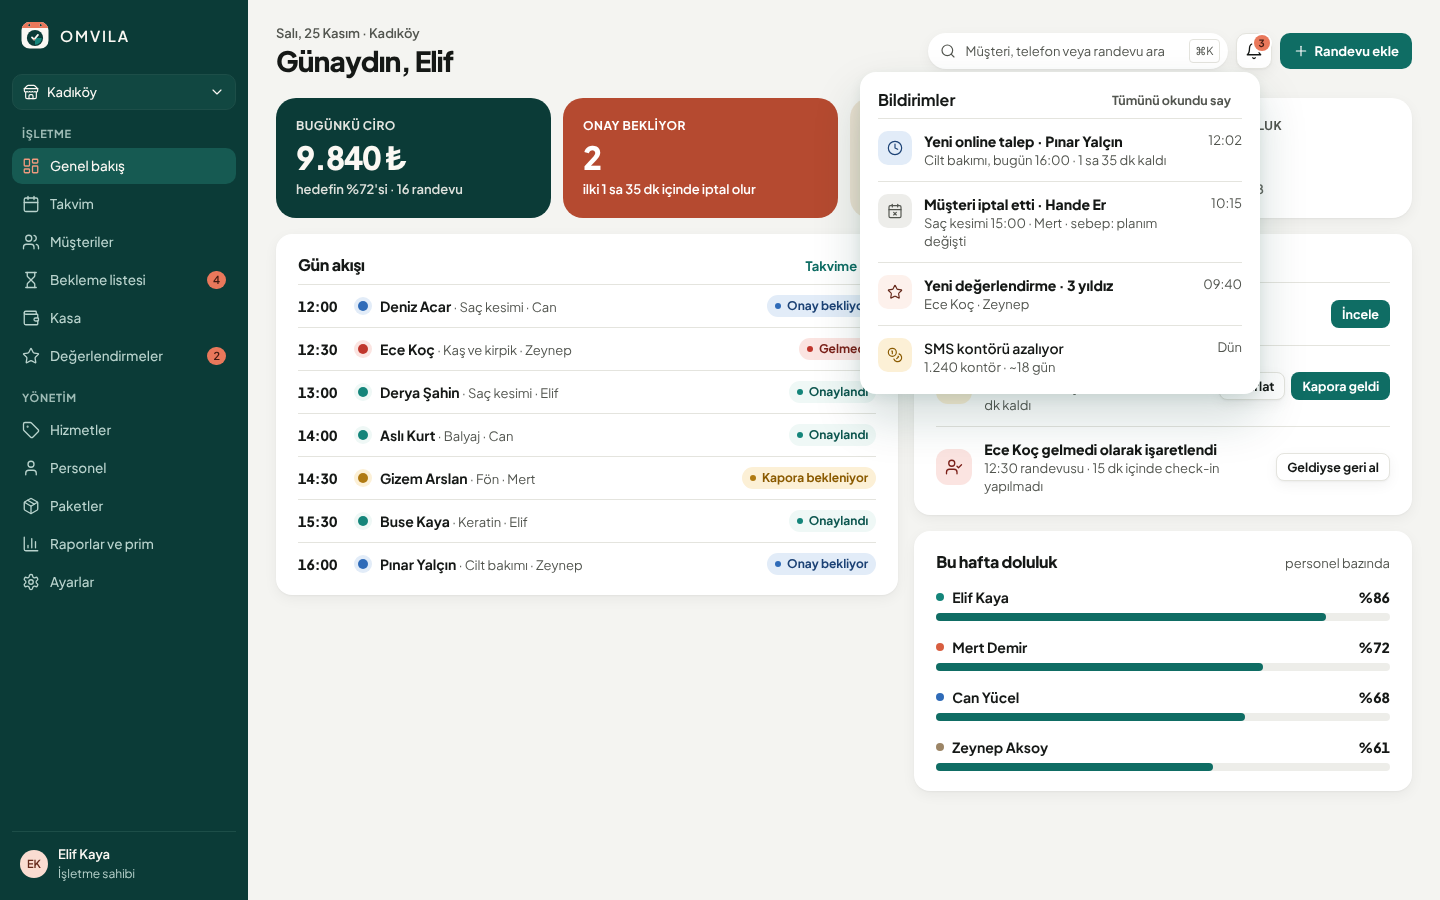 OMVILA
Kadıköy
İŞLETME
Genel bakış
Takvim
Müşteriler
Bekleme listesi
4
Kasa
Değerlendirmeler
2
YÖNETİM
Hizmetler
Personel
Paketler
Raporlar ve prim
Ayarlar
EK
Elif Kaya
İşletme sahibi
Salı, 25 Kasım · Kadıköy
Günaydın, Elif
Müşteri, telefon veya randevu ara
⌘K
3
Randevu ekle
BUGÜNKÜ CİRO
9.840 ₺
hedefin %72'si · 16 randevu
ONAY BEKLİYOR
2
ilki 1 sa 35 dk içinde iptal olur
Bildirimler
Tümünü okundu say
Yeni online talep · Pınar Yalçın
12:02
Cilt bakımı, bugün 16:00 · 1 sa 35 dk kaldı
Müşteri iptal etti · Hande Er
10:15
Saç kesimi 15:00 · Mert · sebep: planım
değişti
Yeni değerlendirme · 3 yıldız
09:40
Ece Koç · Zeynep
SMS kontörü azalıyor
Dün
1.240 kontör · ~18 gün
Gün akışı
Takvime
12:00 Deniz Acar · Saç kesimi · Can
Onay bekliyo
12:30 Ece Koç · Kaş ve kirpik · Zeynep
Gelmed
13:00 Derya Şahin · Saç kesimi · Elif
Onaylandı
14:00 Aslı Kurt · Balyaj · Can
Onaylandı
14:30 Gizem Arslan · Fön · Mert
Kapora bekleniyor
15:30 Buse Kaya · Keratin · Elif
Onaylandı
16:00 Pınar Yalçın · Cilt bakımı · Zeynep
Onay bekliyor
İncele
Kapora geldi
dk kaldı
Ece Koç gelmedi olarak işaretlendi
12:30 randevusu · 15 dk içinde check-in
yapılmadı
Geldiyse geri al
Bu hafta doluluk
personel bazında
Elif Kaya
%86
Mert Demir
%72
Can Yücel
%68
Zeynep Aksoy
%61